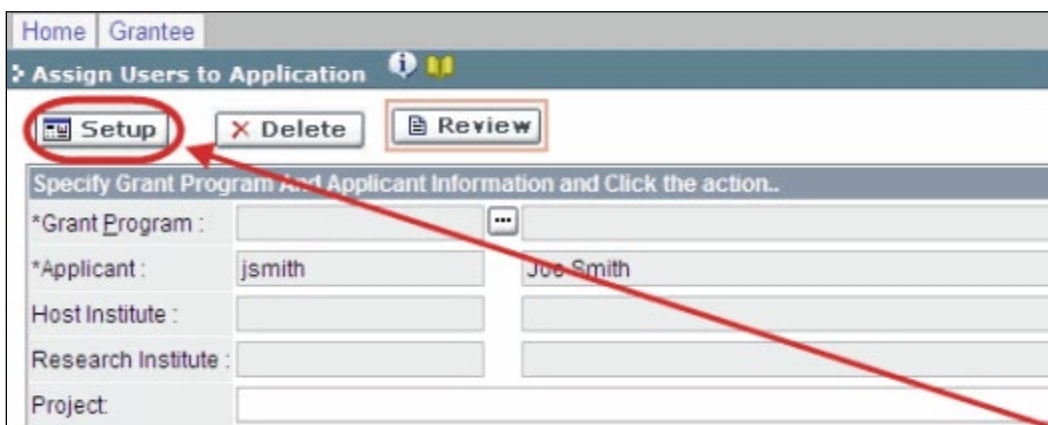 Home Grantee
Assign Users to Application
Setup Delete Review
Specify Grant Program And Applicant Information and Click the action..
*Grant Program : ...
*Applicant : jsmith Joe Smith
Host Institute :
Research Institute :
Project: